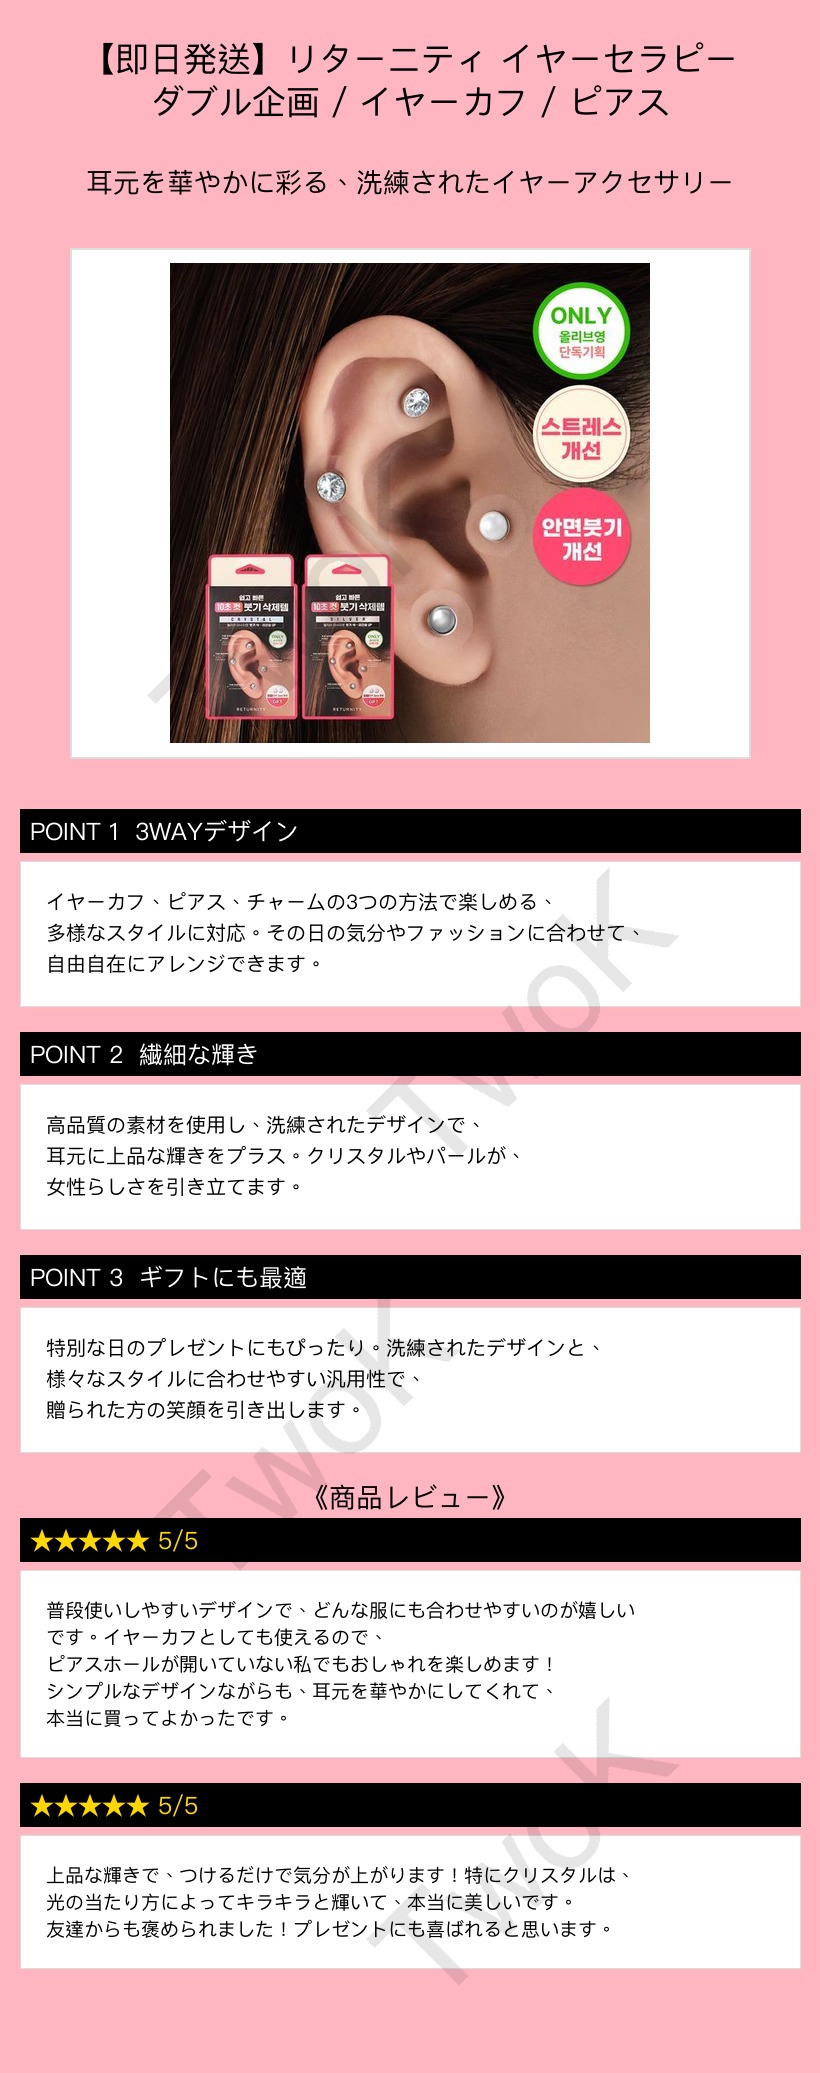 【即日発送】リターニティ イヤーセラピー
ダブル企画 / イヤーカフ / ピアス
耳元を華やかに彩る、洗練されたイヤーアクセサリー
ONLY
올리브영
단독기획
스트레스
개선
안면붓기
개선
쉽고 빠른
10초 컷 붓기 삭제템
CRYSTAL
ONLY
GIFT
RETURNITY
쉽고 빠른
10초 컷 붓기 삭제템
SILVER
ONLY
GIFT
RETURNITY
TwoK
POINT 1 3WAYデザイン
イヤーカフ、ピアス、チャームの3つの方法で楽しめる、
多様なスタイルに対応。その日の気分やファッションに合わせて、
自由自在にアレンジできます。
TwoK
POINT 2 繊細な輝き
高品質の素材を使用し、洗練されたデザインで、
耳元に上品な輝きをプラス。クリスタルやパールが、
女性らしさを引き立てます。
POINT 3 ギフトにも最適
特別な日のプレゼントにもぴったり。洗練されたデザインと、
様々なスタイルに合わせやすい汎用性で、
贈られた方の笑顔を引き出します。
TwoK
《商品レビュー》
★★★★★ 5/5
普段使いしやすいデザインで、どんな服にも合わせやすいのが嬉しい
です。イヤーカフとしても使えるので、
ピアスホールが開いていない私でもおしゃれを楽しめます！
シンプルなデザインながらも、耳元を華やかにしてくれて、
本当に買ってよかったです。
★★★★★ 5/5
上品な輝きで、つけるだけで気分が上がります！特にクリスタルは、
光の当たり方によってキラキラと輝いて、本当に美しいです。
友達からも褒められました！プレゼントにも喜ばれると思います。
TwoK